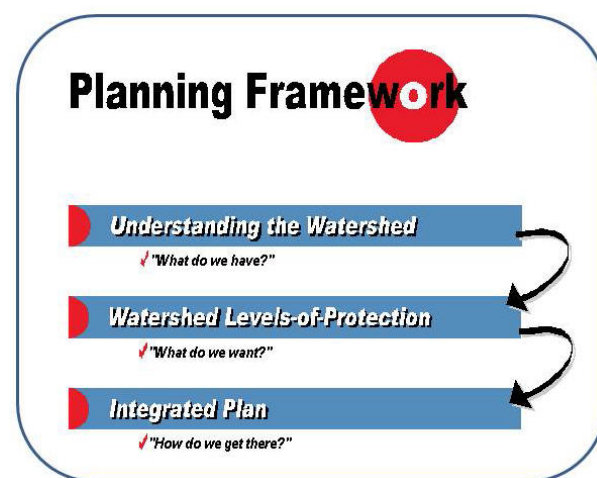 Planning Framework
Understanding the Watershed
"What do we have?"
Watershed Levels-of-Protection
"What do we want?"
Integrated Plan
"How do we get there?"